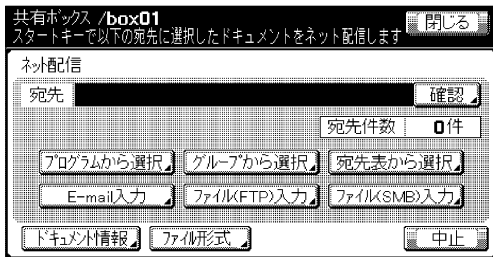 共有ボックス /box01
閉じる
スタートキーで以下の宛先に選択したドキュメントをネット配信します
ネット配信
宛先
確認
宛先件数 0件
プログラムから選択 グループから選択 宛先表から選択
E-mail入力 ファイル(FTP)入力 ファイル(SMB)入力
ドキュメント情報 ファイル形式 中止